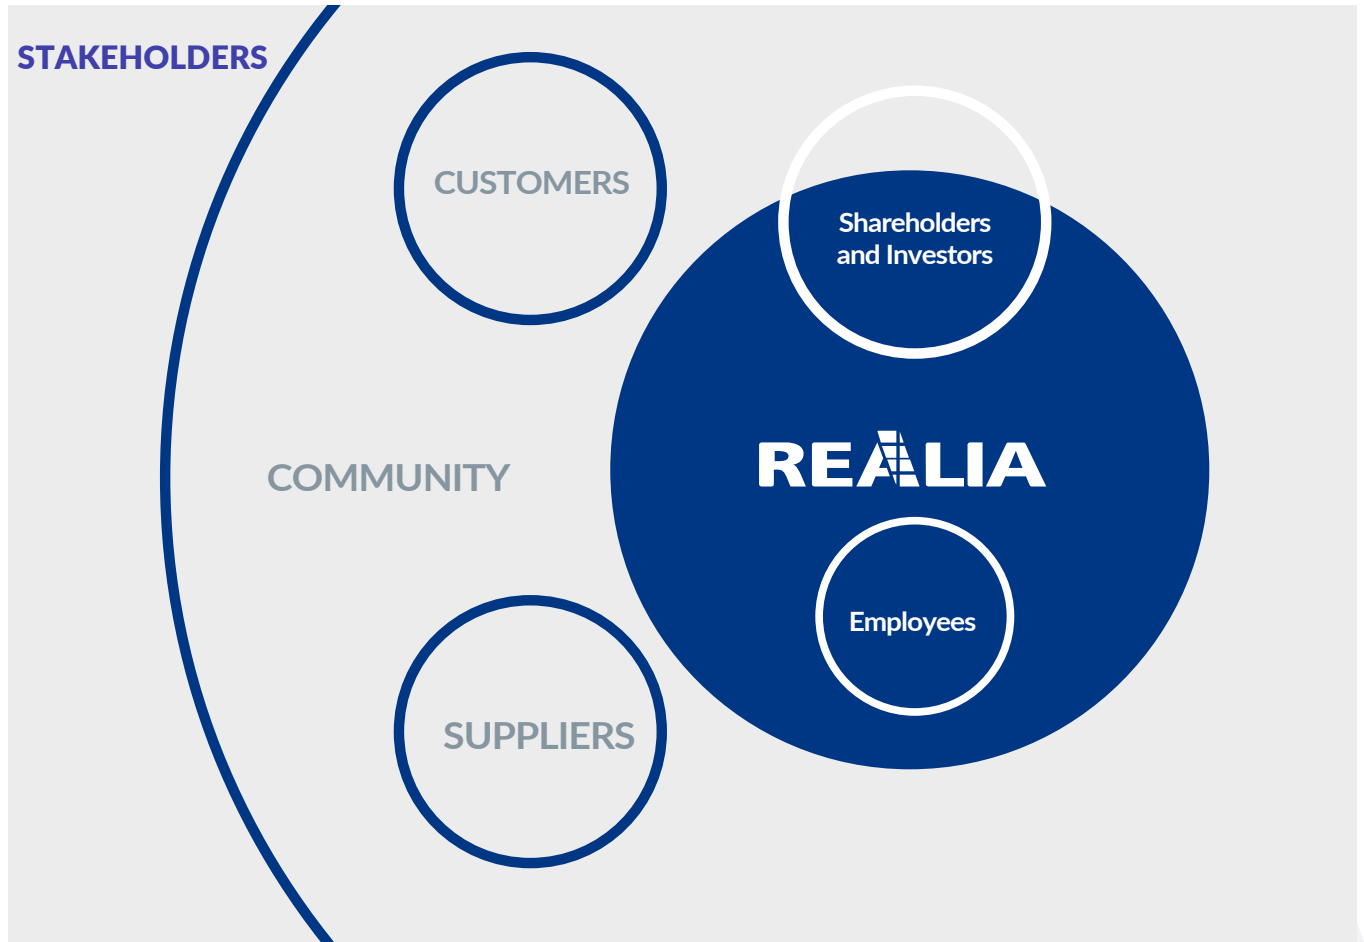 STAKEHOLDERS
CUSTOMERS
Shareholders
and Investors
COMMUNITY
REALIA
Employees
SUPPLIERS